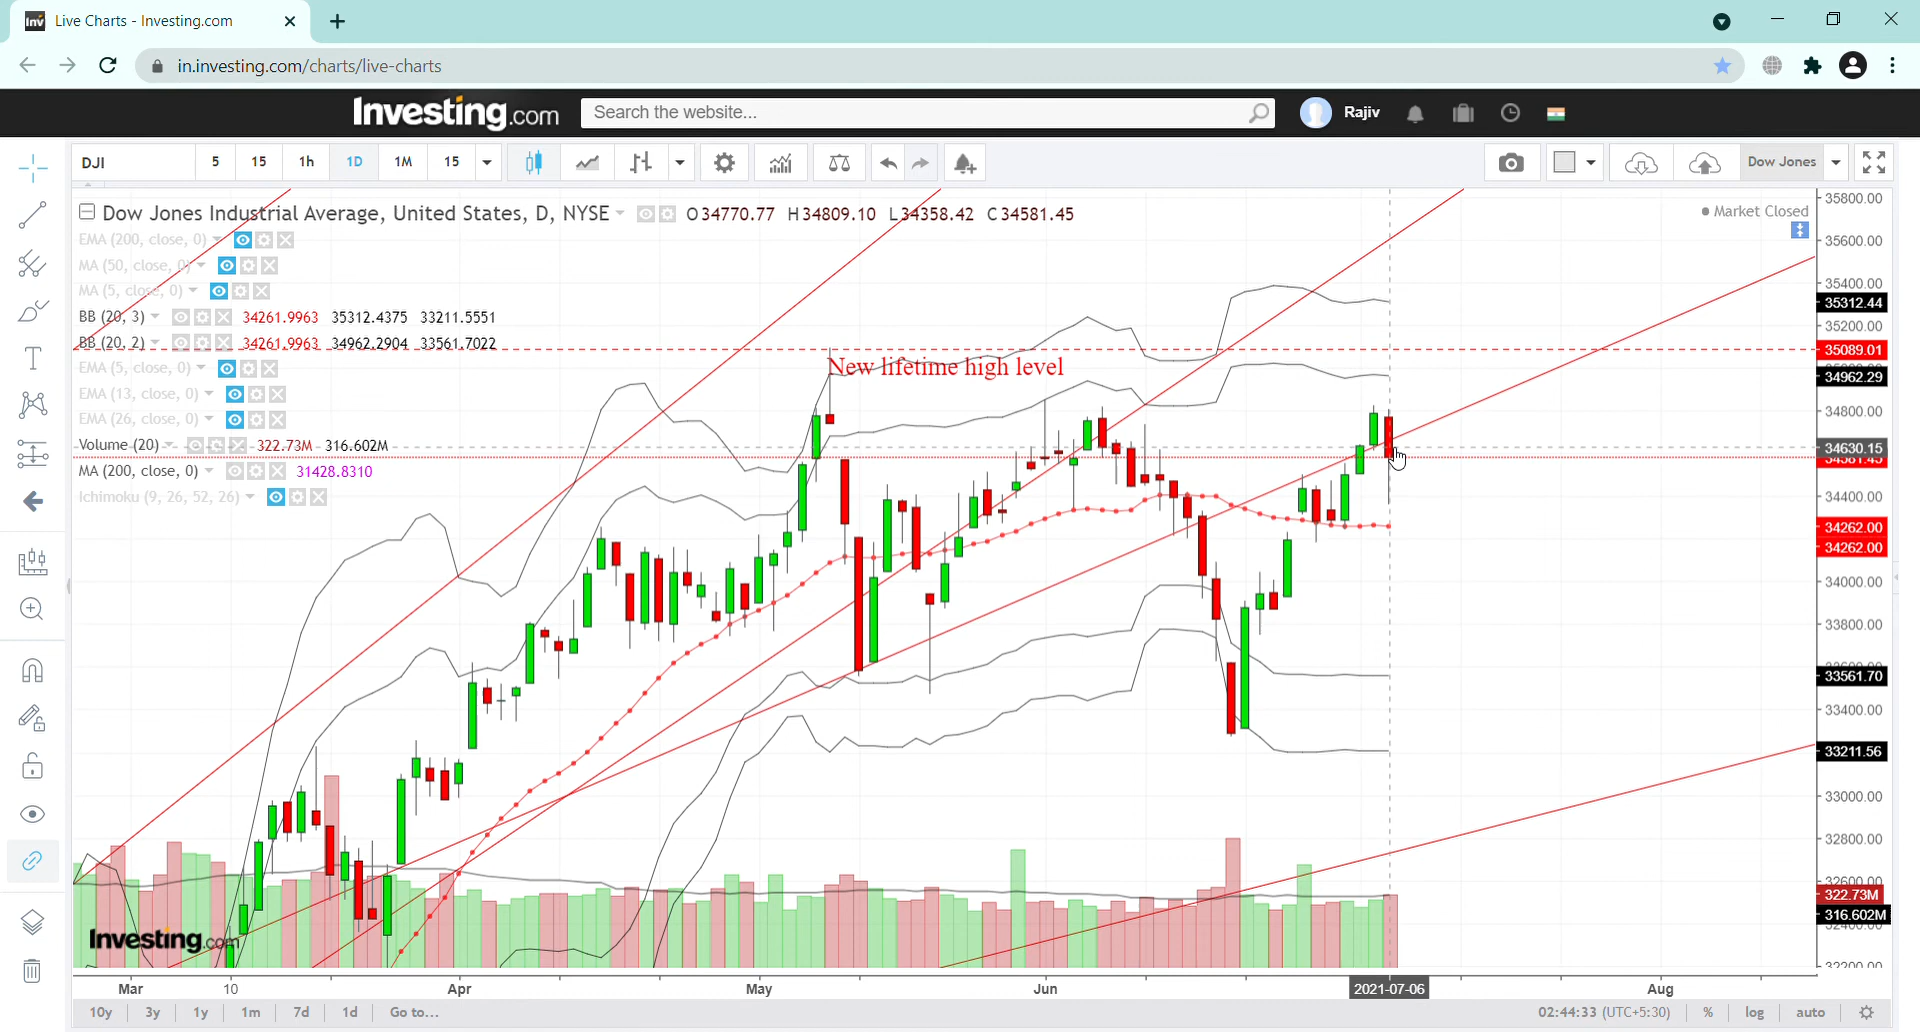 Live Charts - Investing.com
in.investing.com/charts/live-charts
Investing.com
Search the website...
Rajiv
DJI 5 15 1h 1D 1M 15
Dow Jones
Dow Jones Industrial Average, United States, D, NYSE O34770.77 H34809.10 L34358.42 C34581.45
Market Closed
EMA (200, close, 0)
MA (50, close, 0)
MA (5, close, 0)
BB (20, 3) 34261.9963 35312.4375 33211.5551
BB (20, 2) 34261.9963 34962.2904 33561.7022
EMA (5, close, 0)
EMA (13, close, 0)
EMA (26, close, 0)
Volume (20) 322.73M 316.602M
MA (200, close, 0) 31428.8310
Ichimoku (9, 26, 52, 26)
New lifetime high level
35800.00
35600.00
35400.00
35312.44
35200.00
35089.01
34962.29
34800.00
34630.15
34581.45
34400.00
34262.00
34262.00
34000.00
33800.00
33561.70
33400.00
33211.56
33000.00
32800.00
32600.00
322.73M
316.602M
32400.00
32200.00
Investing.com
Mar 10 Apr May Jun 2021-07-06 Aug
10y 3y 1y 1m 7d 1d Go to... 02:44:33 (UTC+5:30) % log auto